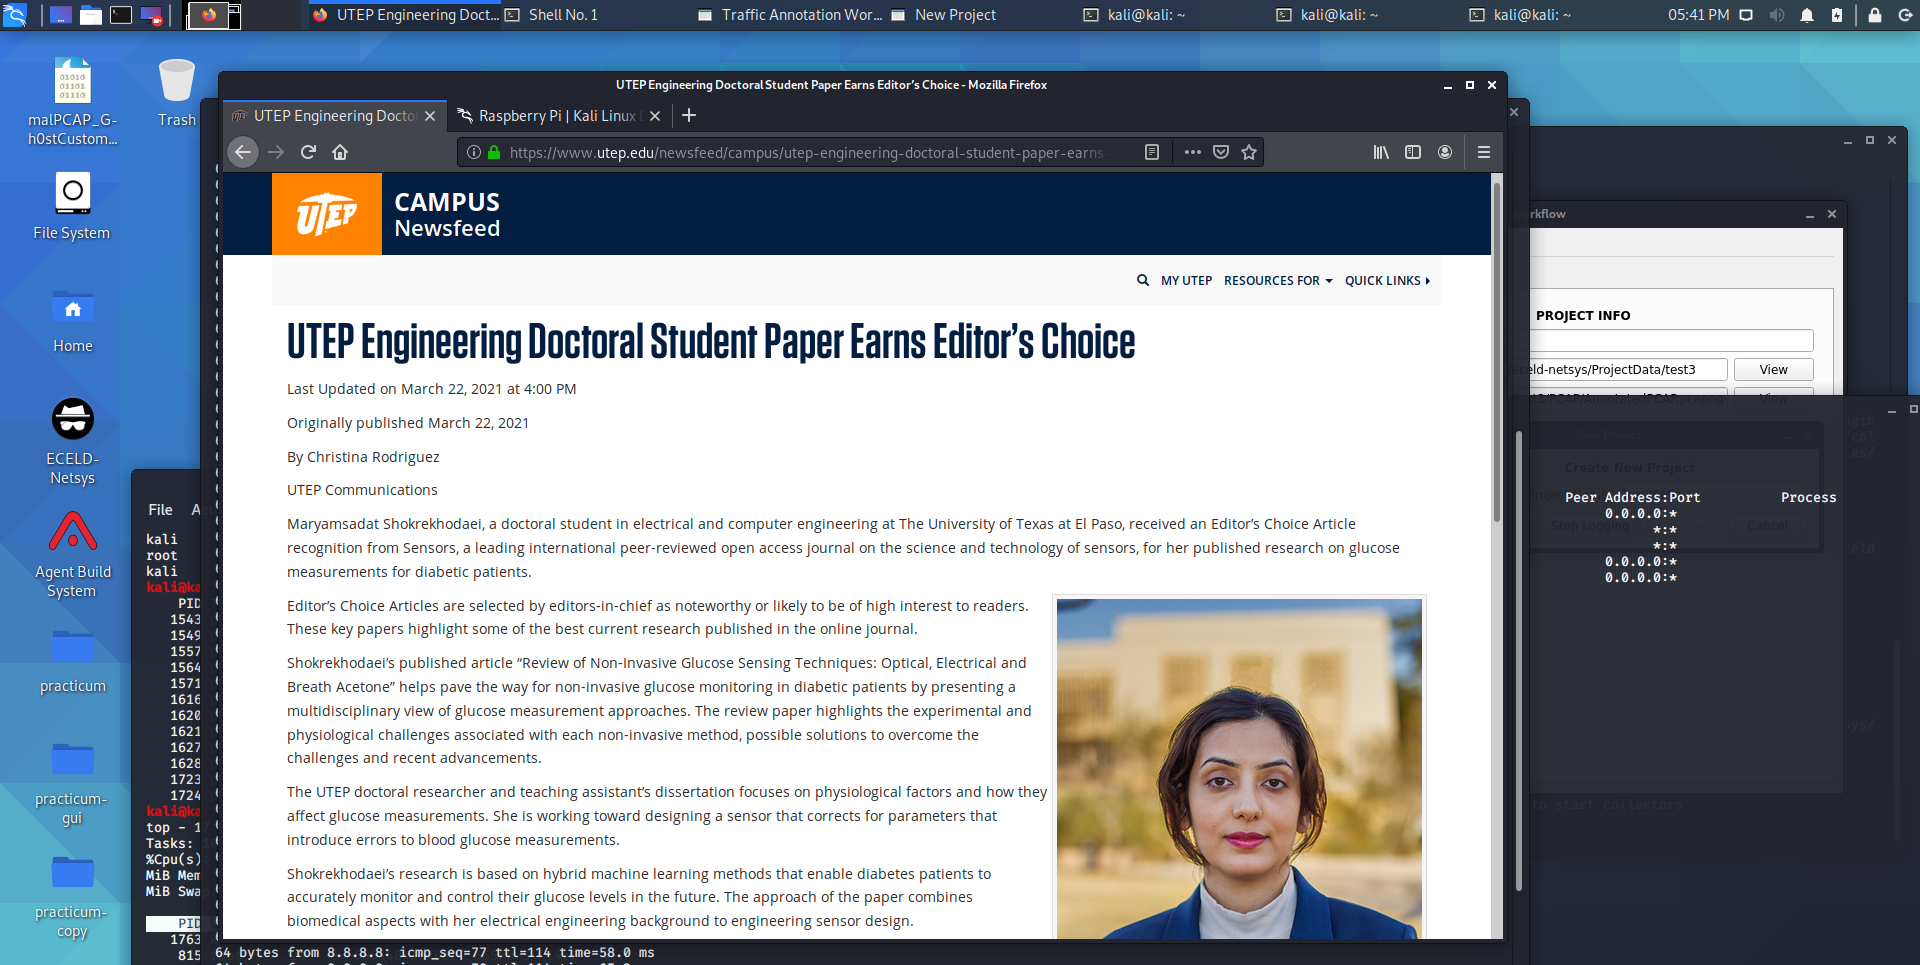 UTEP Engineering Doct...
Shell No. 1
Traffic Annotation Wor...
New Project
kali@kali: ~
kali@kali: ~
kali@kali: ~
05:41 PM
malPCAP_G-
h0stCustom...
Trash
File System
Home
ECELD-
Netsys
Agent Build
System
practicum
practicum-
gui
practicum-
copy
UTEP Engineering Doctoral Student Paper Earns Editor’s Choice - Mozilla Firefox
UTEP Engineering Docto
Raspberry Pi | Kali Linux
https://www.utep.edu/newsfeed/campus/utep-engineering-doctoral-student-paper-earns-
UTEP
CAMPUS
Newsfeed
MY UTEP RESOURCES FOR QUICK LINKS
UTEP Engineering Doctoral Student Paper Earns Editor’s Choice
Last Updated on March 22, 2021 at 4:00 PM
Originally published March 22, 2021
By Christina Rodriguez
UTEP Communications
Maryamsadat Shokrekhodaei, a doctoral student in electrical and computer engineering at The University of Texas at El Paso, received an Editor’s Choice Article
recognition from Sensors, a leading international peer-reviewed open access journal on the science and technology of sensors, for her published research on glucose
measurements for diabetic patients.
Editor’s Choice Articles are selected by editors-in-chief as noteworthy or likely to be of high interest to readers.
These key papers highlight some of the best current research published in the online journal.
Shokrekhodaei’s published article “Review of Non-Invasive Glucose Sensing Techniques: Optical, Electrical and
Breath Acetone” helps pave the way for non-invasive glucose monitoring in diabetic patients by presenting a
multidisciplinary view of glucose measurement approaches. The review paper highlights the experimental and
physiological challenges associated with each non-invasive method, possible solutions to overcome the
challenges and recent advancements.
The UTEP doctoral researcher and teaching assistant’s dissertation focuses on physiological factors and how they
affect glucose measurements. She is working toward designing a sensor that corrects for parameters that
introduce errors to blood glucose measurements.
Shokrekhodaei’s research is based on hybrid machine learning methods that enable diabetes patients to
accurately monitor and control their glucose levels in the future. The approach of the paper combines
biomedical aspects with her electrical engineering background to engineering sensor design.
File A
kali
root
kali
kali@ka
PID
1543
1549
1557
1564
1571
1616
1620
1621
1627
1628
1723
1724
kali@ka
top - 1
Tasks:
%Cpu(s)
MiB Mem
MiB Swa
PID
1763
815
64 bytes from 8.8.8.8: icmp_seq=77 ttl=114 time=58.0 ms
orkflow
PROJECT INFO
eceld-netsys/ProjectData/test3
View
View
Create New Project
Stop Logging
Cancel
Peer Address:Port Process
0.0.0.0:*
*:*
*:*
0.0.0.0:*
0.0.0.0:*
to start collectors